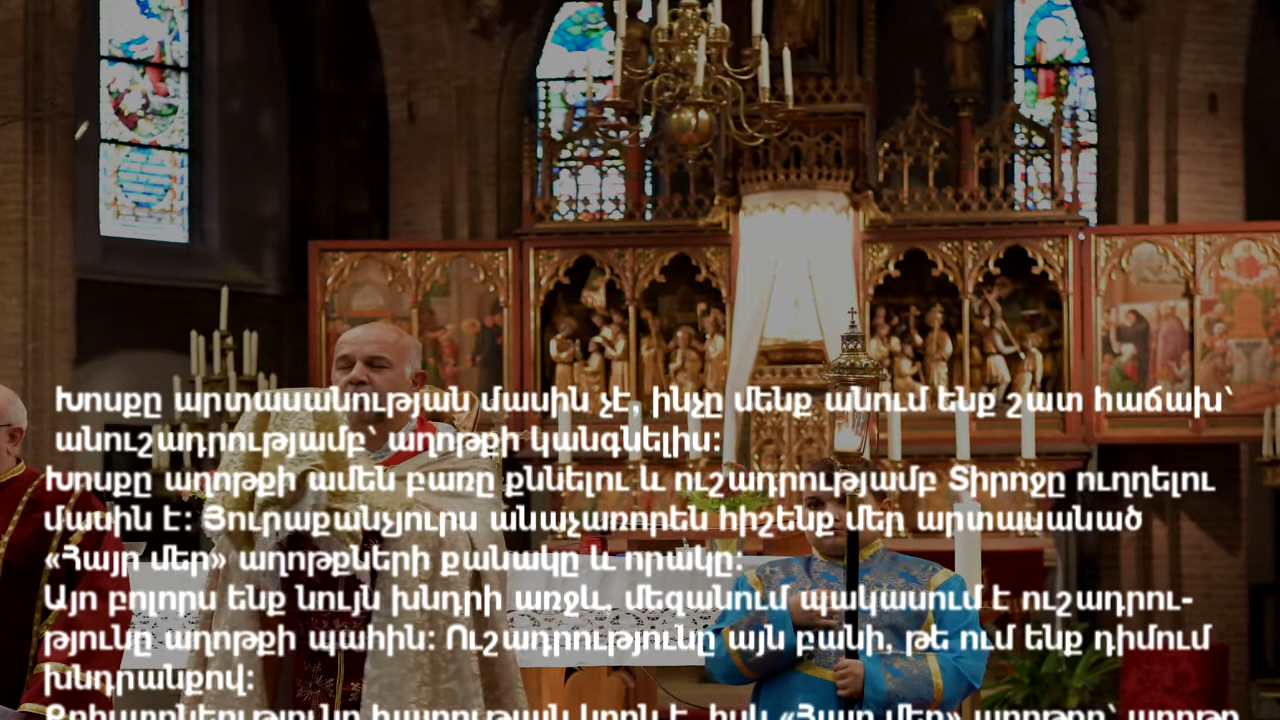 Խոսքը արտասանության մասին չէ, ինչը մենք անում ենք շատ հաճախ՝
անուշադրությամբ՝ աղոթքի կանգնելիս:
Խոսքը աղոթքի ամեն բառը քննելու և ուշադրությամբ Տիրոջը ուղղելու
մասին է: Յուրաքանչյուրս անաչառորեն հիշենք մեր արտասանած
«Հայր մեր» աղոթքների քանակը և որակը:
Այո բոլորս ենք նույն խնդրի առջև, մեզանում պակասում է ուշադրու-
թյունը աղոթքի պահին: Ուշադրությունը այն բանի, թե ում ենք դիմում
խնդրանքով: